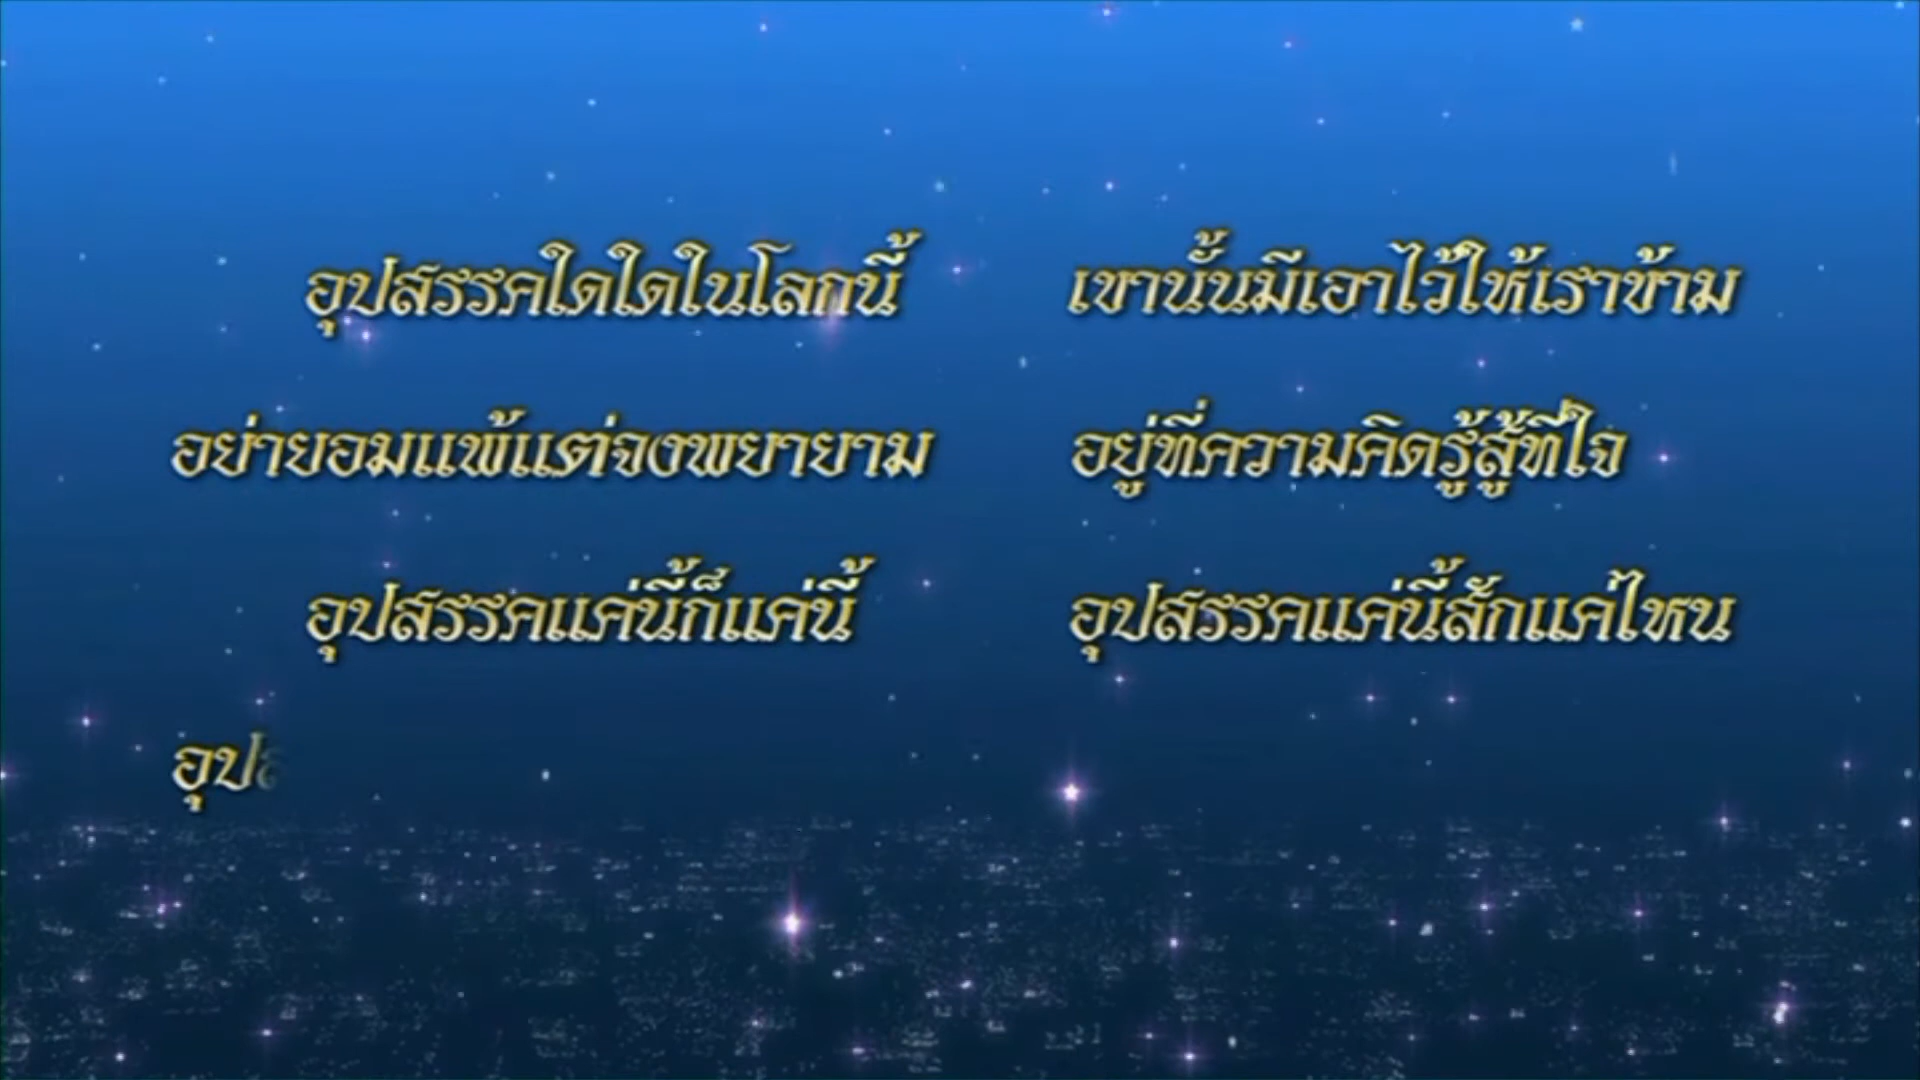 อุปสรรคใดใดในโลกนี้ เขานั้นมีเอาไว้ให้เราข้าม
อย่ายอมแพ้แต่จงพยายาม อยู่ที่ความคิดรู้สู้ที่ใจ
อุปสรรคแค่นี้ก็แค่นี้ อุปสรรคแค่นี้สักแค่ไหน
อุปส